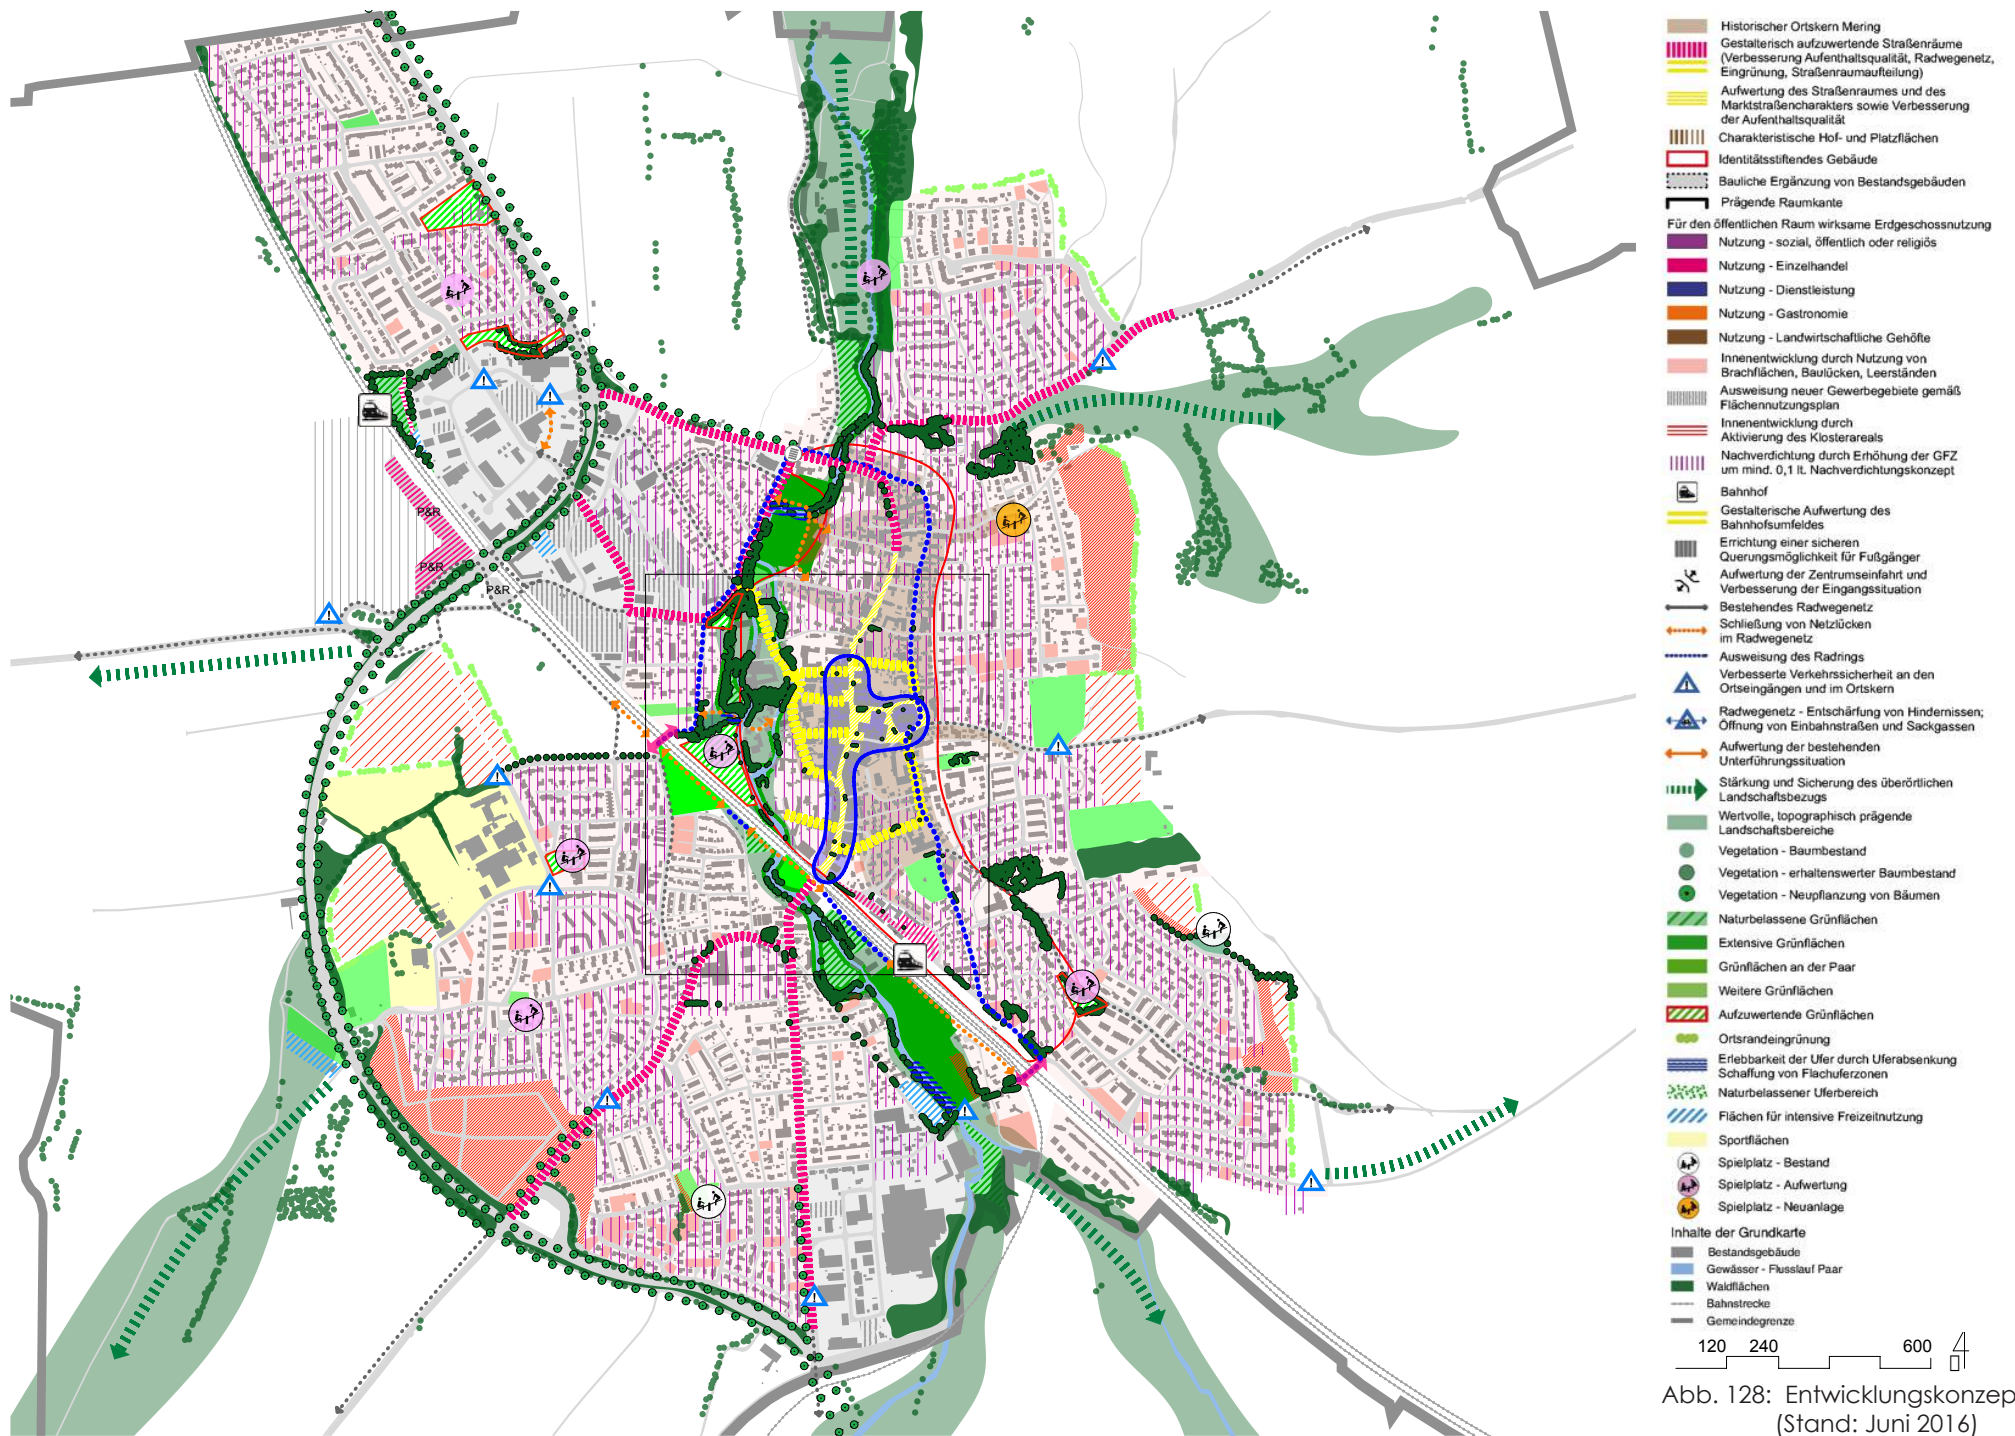 P&R
P&R
P&R
Historischer Ortskern Mering
Gestalterisch aufzuwertende Straßenräume
(Verbesserung Aufenthaltsqualität, Radwegenetz,
Eingrünung, Straßenraumaufteilung)
Aufwertung des Straßenraumes und des
Marktstraßencharakters sowie Verbesserung
der Aufenthaltsqualität
Charakteristische Hof- und Platzflächen
Identitätsstiftendes Gebäude
Bauliche Ergänzung von Bestandsgebäuden
Prägende Raumkante
Für den öffentlichen Raum wirksame Erdgeschossnutzung
Nutzung - sozial, öffentlich oder religiös
Nutzung - Einzelhandel
Nutzung - Dienstleistung
Nutzung - Gastronomie
Nutzung - Landwirtschaftliche Gehöfte
Innenentwicklung durch Nutzung von
Brachflächen, Baulücken, Leerständen
Ausweisung neuer Gewerbegebiete gemäß
Flächennutzungsplan
Innenentwicklung durch
Aktivierung des Klosterareals
Nachverdichtung durch Erhöhung der GFZ
um mind. 0,1 lt. Nachverdichtungskonzept
Bahnhof
Gestalterische Aufwertung des
Bahnhofsumfeldes
Errichtung einer sicheren
Querungsmöglichkeit für Fußgänger
Aufwertung der Zentrumseinfahrt und
Verbesserung der Eingangssituation
Bestehendes Radwegenetz
Schließung von Netzlücken
im Radwegenetz
Ausweisung des Radrings
Verbesserte Verkehrssicherheit an den
Ortseingängen und im Ortskern
Radwegenetz - Entschärfung von Hindernissen;
Öffnung von Einbahnstraßen und Sackgassen
Aufwertung der bestehenden
Unterführungssituation
Stärkung und Sicherung des überörtlichen
Landschaftsbezugs
Wertvolle, topographisch prägende
Landschaftsbereiche
Vegetation - Baumbestand
Vegetation - erhaltenswerter Baumbestand
Vegetation - Neupflanzung von Bäumen
Naturbelassene Grünflächen
Extensive Grünflächen
Grünflächen an der Paar
Weitere Grünflächen
Aufzuwertende Grünflächen
Ortsrandeingrünung
Erlebbarkeit der Ufer durch Uferabsenkung
Schaffung von Flachuferzonen
Naturbelassener Uferbereich
Flächen für intensive Freizeitnutzung
Sportflächen
Spielplatz - Bestand
Spielplatz - Aufwertung
Spielplatz - Neuanlage
Inhalte der Grundkarte
Bestandsgebäude
Gewässer - Flusslauf Paar
Waldflächen
Bahnstrecke
Gemeindegrenze
120 240 600
Abb. 128: Entwicklungskonzep
(Stand: Juni 2016)